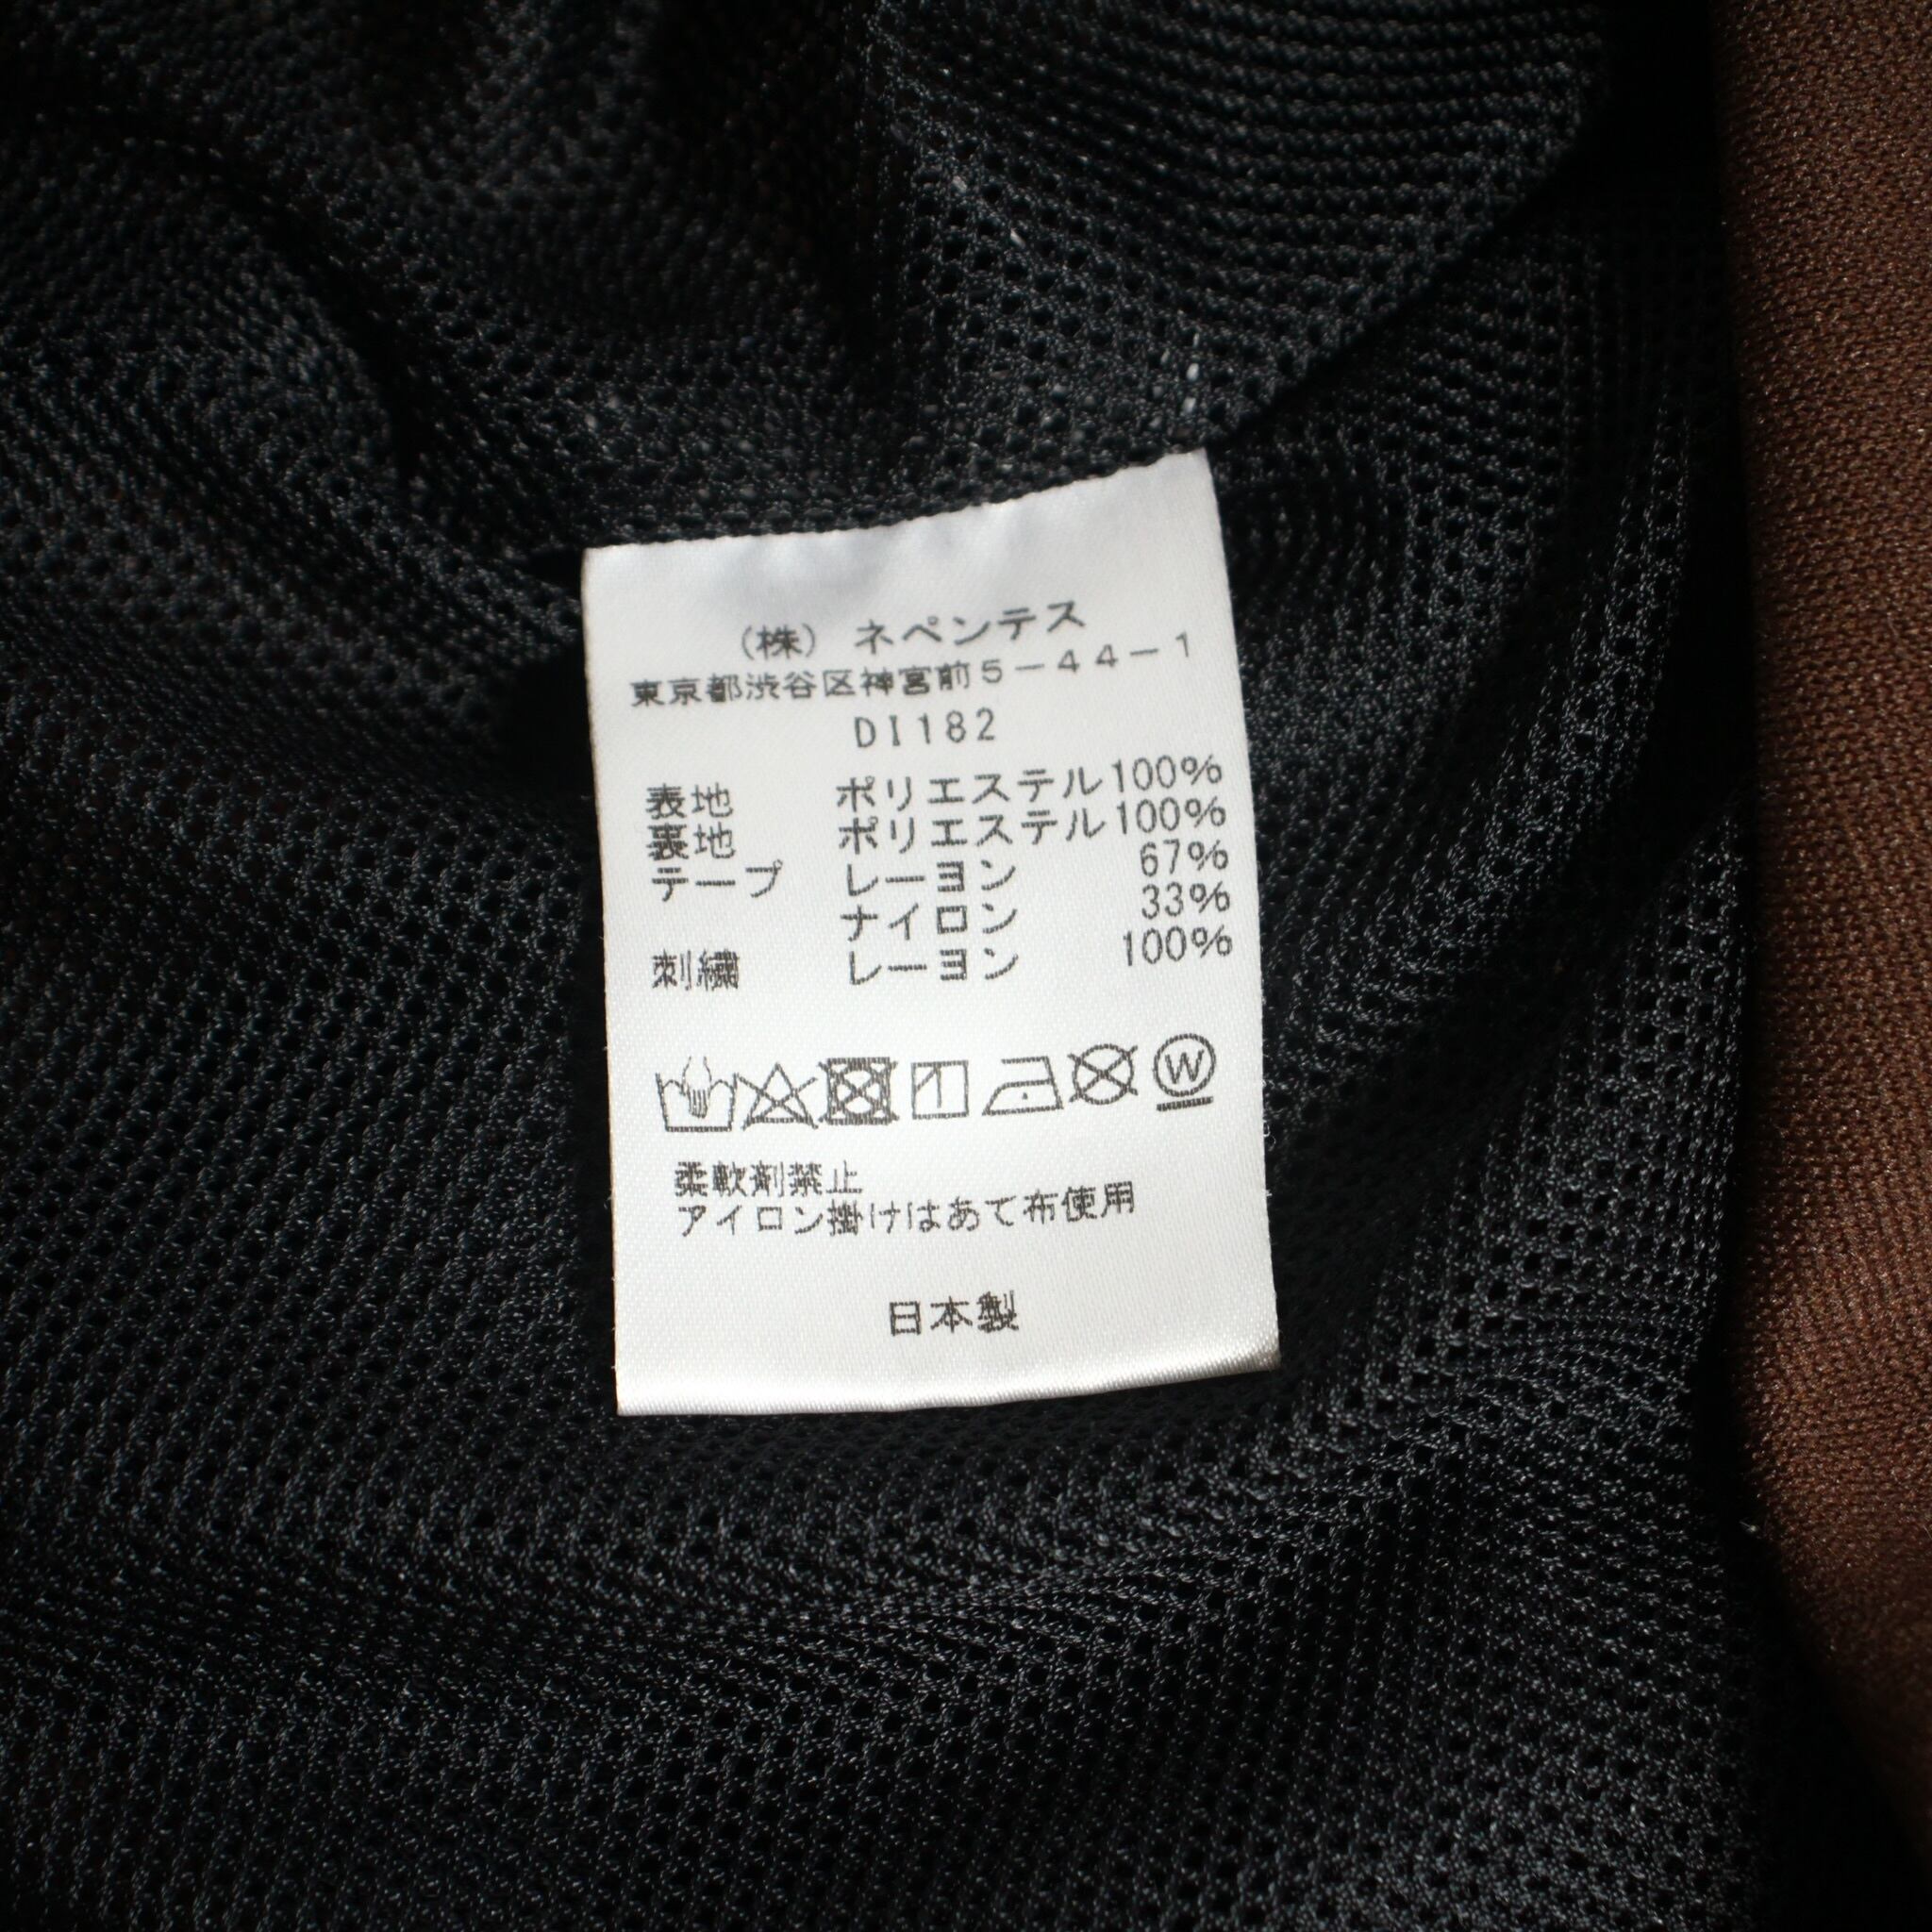 (株) ネペンテス
東京都渋谷区神宮前5-44-1
DI182
表地 ポリエステル100%
裏地 ポリエステル100%
テープ レーヨン 67%
ナイロン 33%
刺繍 レーヨン 100%
W
柔軟剤禁止
アイロン掛けはあて布使用
日本製